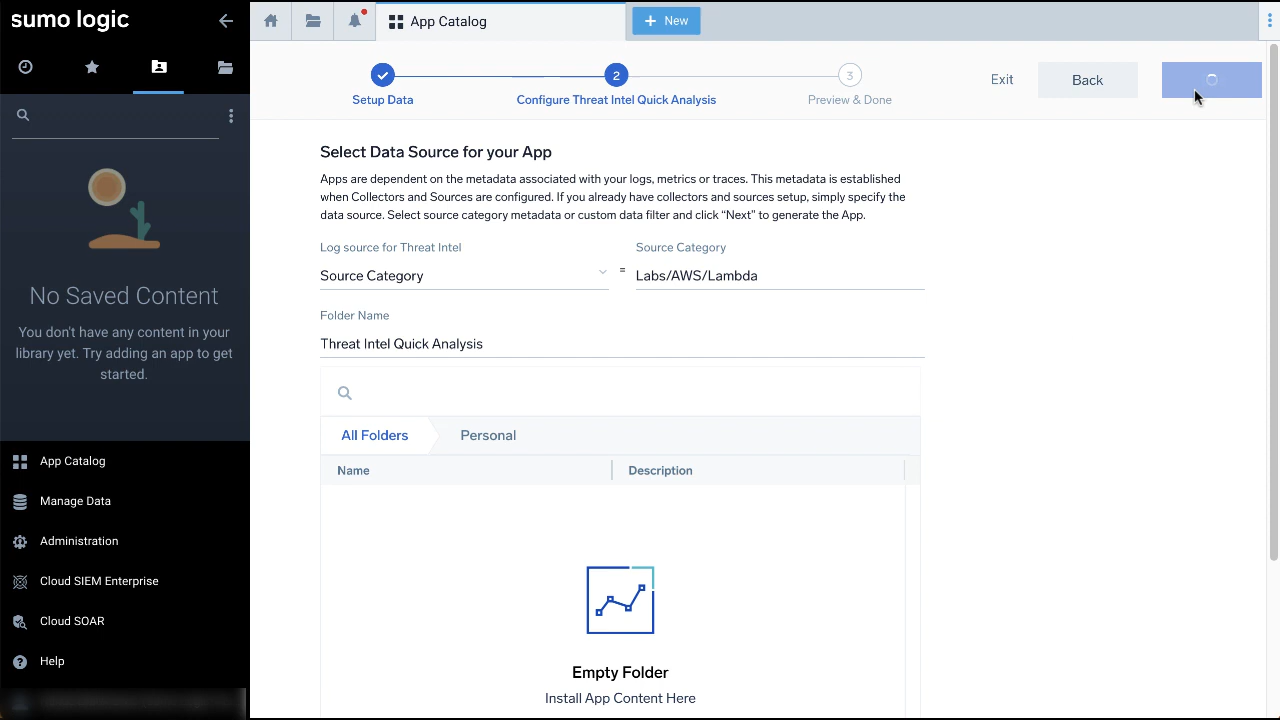 sumo logic
App Catalog
+ New
2
3
Setup Data
Configure Threat Intel Quick Analysis
Preview & Done
Exit
Back
No Saved Content
You don't have any content in your
library yet. Try adding an app to get
started.
App Catalog
Manage Data
Administration
Cloud SIEM Enterprise
Cloud SOAR
Help
Select Data Source for your App
Apps are dependent on the metadata associated with your logs, metrics or traces. This metadata is established
when Collectors and Sources are configured. If you already have collectors and sources setup, simply specify the
data source. Select source category metadata or custom data filter and click “Next” to generate the App.
Log source for Threat Intel
Source Category
Source Category
=
Labs/AWS/Lambda
Folder Name
Threat Intel Quick Analysis
All Folders
Personal
Name
Description
Empty Folder
Install App Content Here